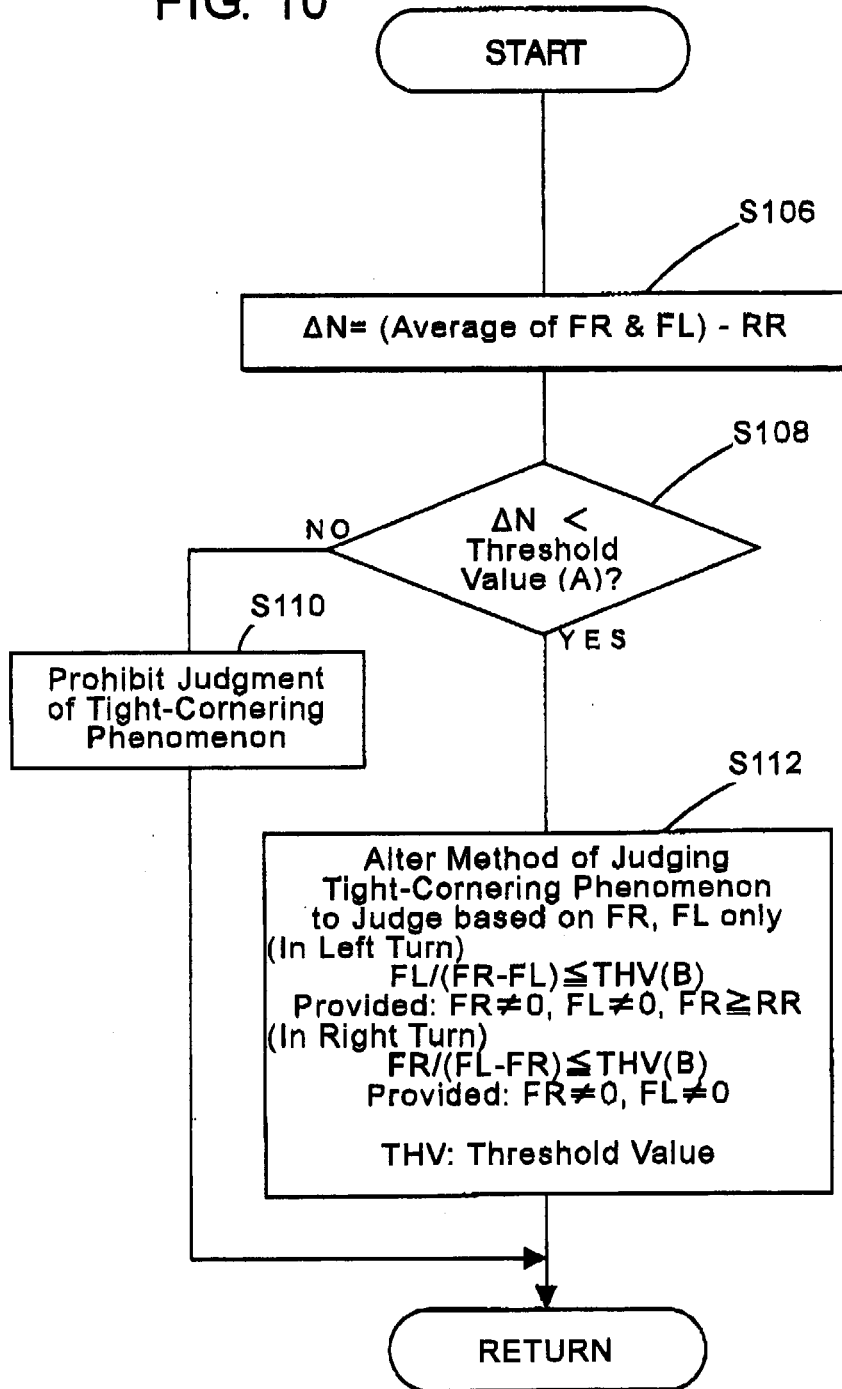 FIG. 10
START
S106
ΔN= (Average of FR & FL) - RR
S108
ΔN <
Threshold
Value (A)?
NO
YES
S110
Prohibit Judgment
of Tight-Cornering
Phenomenon
S112
Alter Method of Judging
Tight-Cornering Phenomenon
to Judge based on FR, FL only
(In Left Turn)
FL/(FR-FL)≦THV(B)
Provided: FR≠0, FL≠0, FR≧RR
(In Right Turn)
FR/(FL-FR)≦THV(B)
Provided: FR≠0, FL≠0
THV: Threshold Value
RETURN